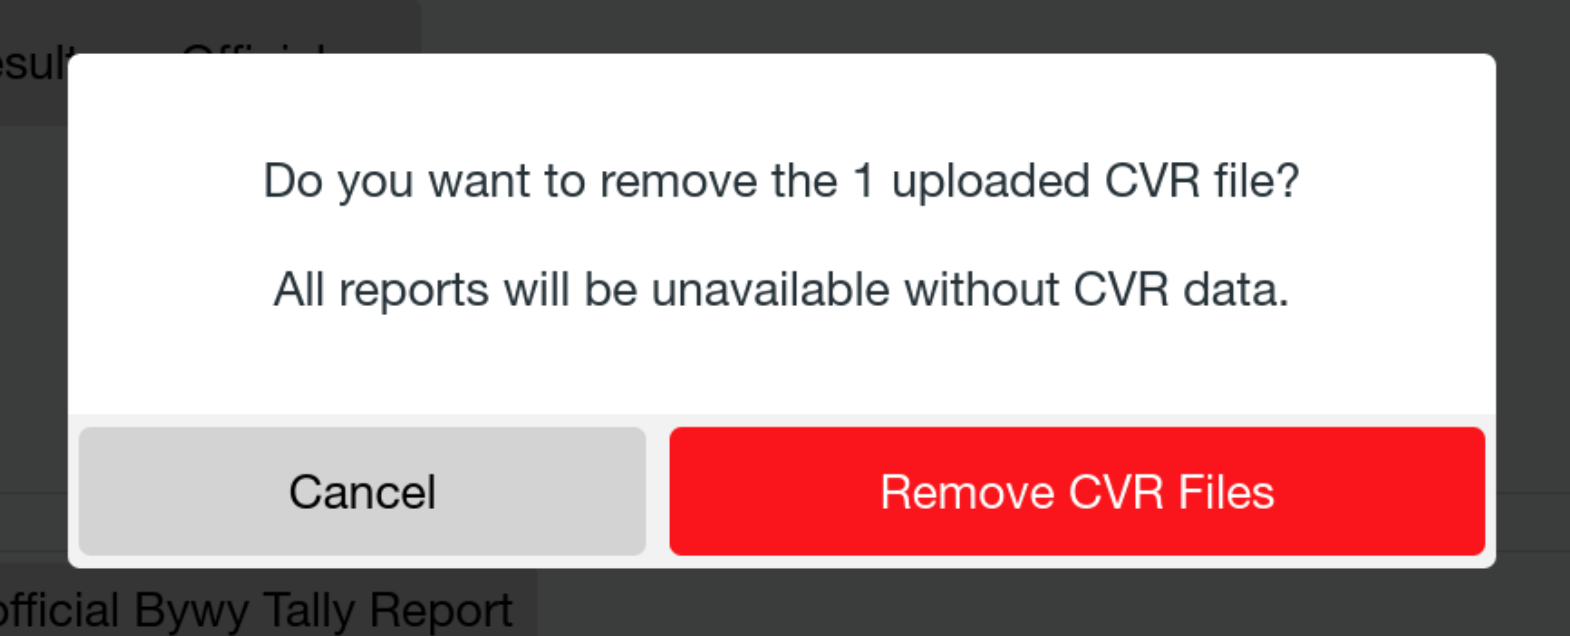 Do you want to remove the 1 uploaded CVR file?
All reports will be unavailable without CVR data.
Cancel
Remove CVR Files
official Bywy Tally Report